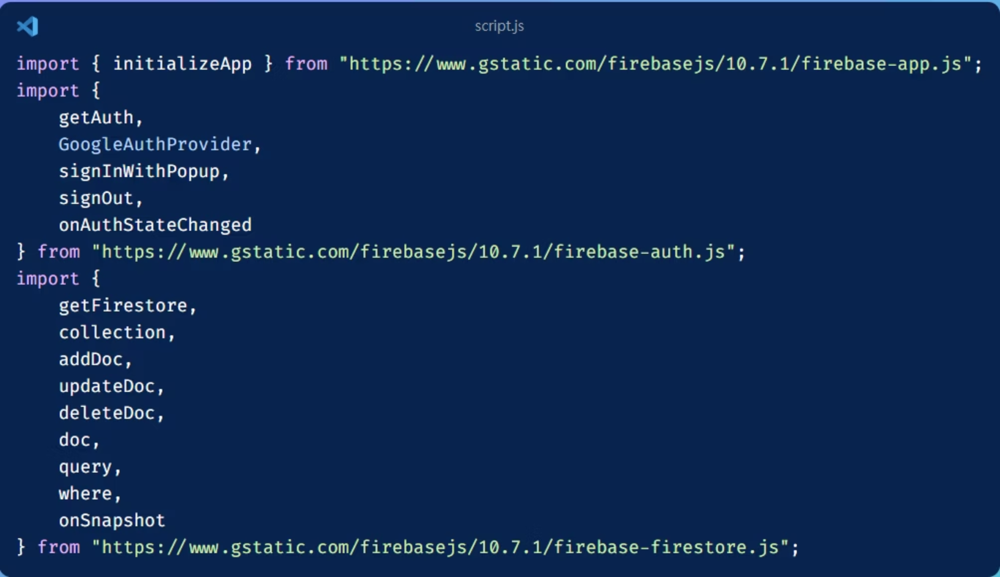 script.js
import { initializeApp } from "https://www.gstatic.com/firebasejs/10.7.1/firebase-app.js";
import {
    getAuth,
    GoogleAuthProvider,
    signInWithPopup,
    signOut,
    onAuthStateChanged
} from "https://www.gstatic.com/firebasejs/10.7.1/firebase-auth.js";
import {
    getFirestore,
    collection,
    addDoc,
    updateDoc,
    deleteDoc,
    doc,
    query,
    where,
    onSnapshot
} from "https://www.gstatic.com/firebasejs/10.7.1/firebase-firestore.js";